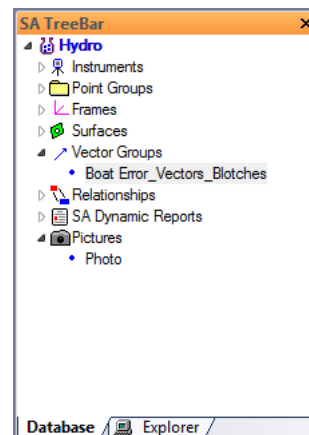 SA TreeBar
Hydro
Instruments
Point Groups
Frames
Surfaces
Vector Groups
Boat Error_Vectors_Blotches
Relationships
SA Dynamic Reports
Pictures
Photo
Database Explorer